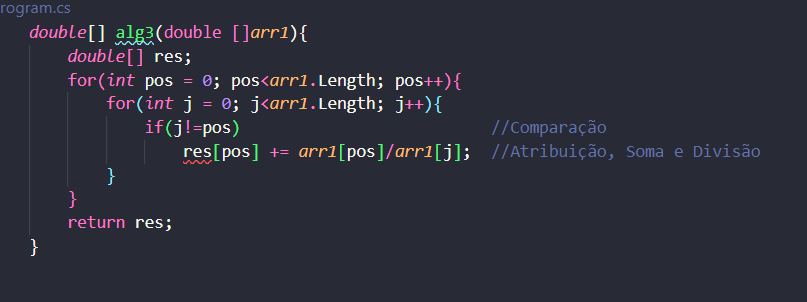 rogram.cs
double[] alg3(double []arr1){
double[] res;
for(int pos = 0; pos<arr1.Length; pos++){
for(int j = 0; j<arr1.Length; j++){
if(j!=pos) //Comparação
res[pos] += arr1[pos]/arr1[j]; //Atribuição, Soma e Divisão
}
}
return res;
}